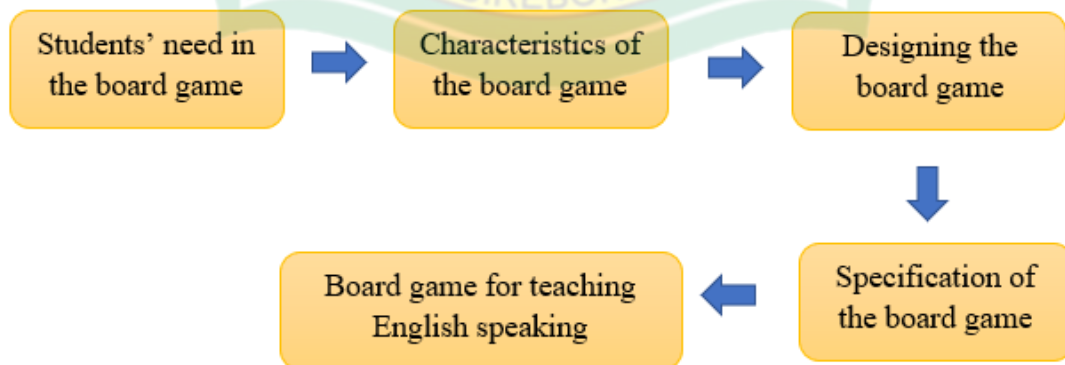 Students’ need in
the board game
Characteristics of
the board game
Designing the
board game
Specification of
the board game
Board game for teaching
English speaking